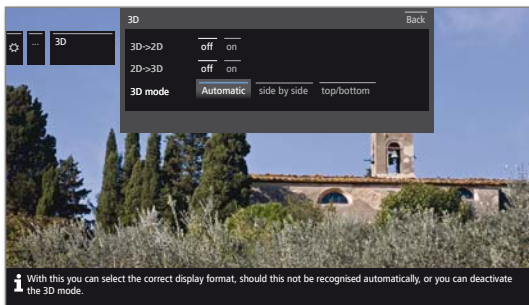 3D Back
... 3D
3D->2D off on
2D->3D off on
3D mode Automatic side by side top/bottom
With this you can select the correct display format, should this not be recognised automatically, or you can deactivate
the 3D mode.